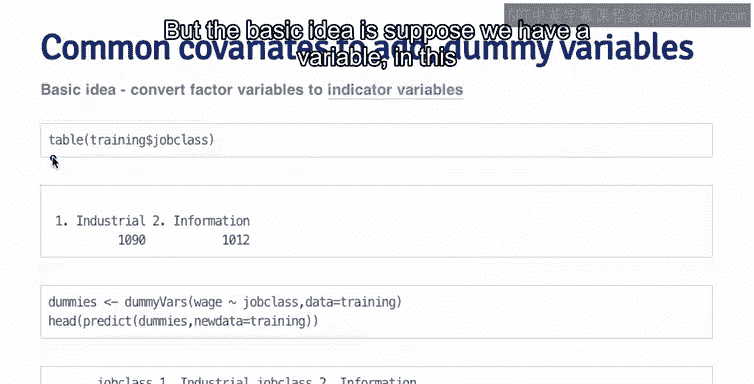 But the basic idea is suppose we have a
Common covariates to add, dummy variables
variable, in this
Basic idea - convert factor variables to indicator variables
table(training$jobclass)
1. Industrial 2. Information
1090 1012
dummies <- dummyVars(wage ~ jobclass,data=training)
head(predict(dummies,newdata=training))
jobclass.1. Industrial jobclass.2. Information